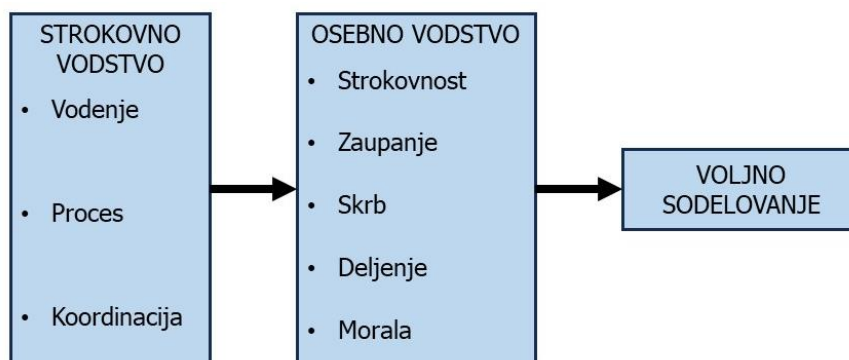 STROKOVNO
VODSTVO
• Vodenje
• Proces
• Koordinacija
OSEBNO VODSTVO
• Strokovnost
• Zaupanje
• Skrb
• Deljenje
• Morala
VOLJNO
SODELOVANJE